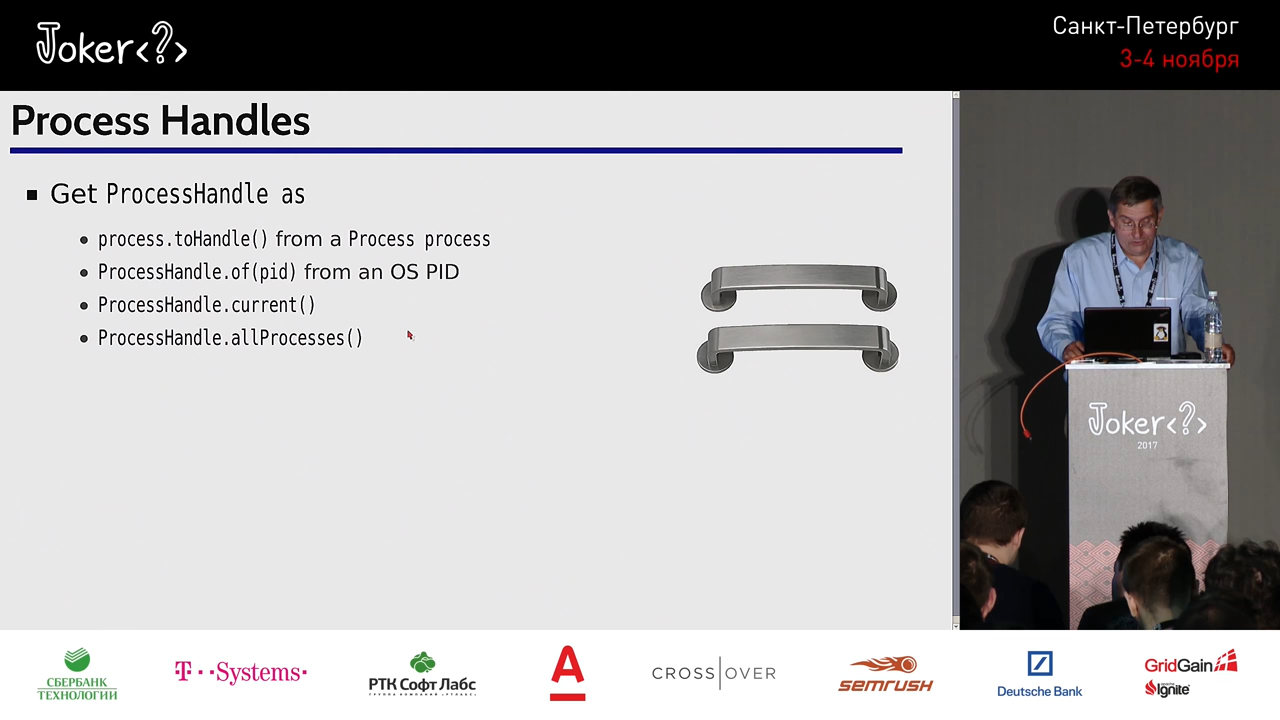 Joker<?>
Санкт-Петербург
3-4 ноября
Process Handles
Get ProcessHandle as
process.toHandle() from a Process process
ProcessHandle.of(pid) from an OS PID
ProcessHandle.current()
ProcessHandle.allProcesses()
Joker<?>
2017
СБЕРБАНК
ТЕХНОЛОГИИ
T··Systems·
РТК Софт Лабс
А
CROSSOVER
semrush
Deutsche Bank
GridGain
Ignite